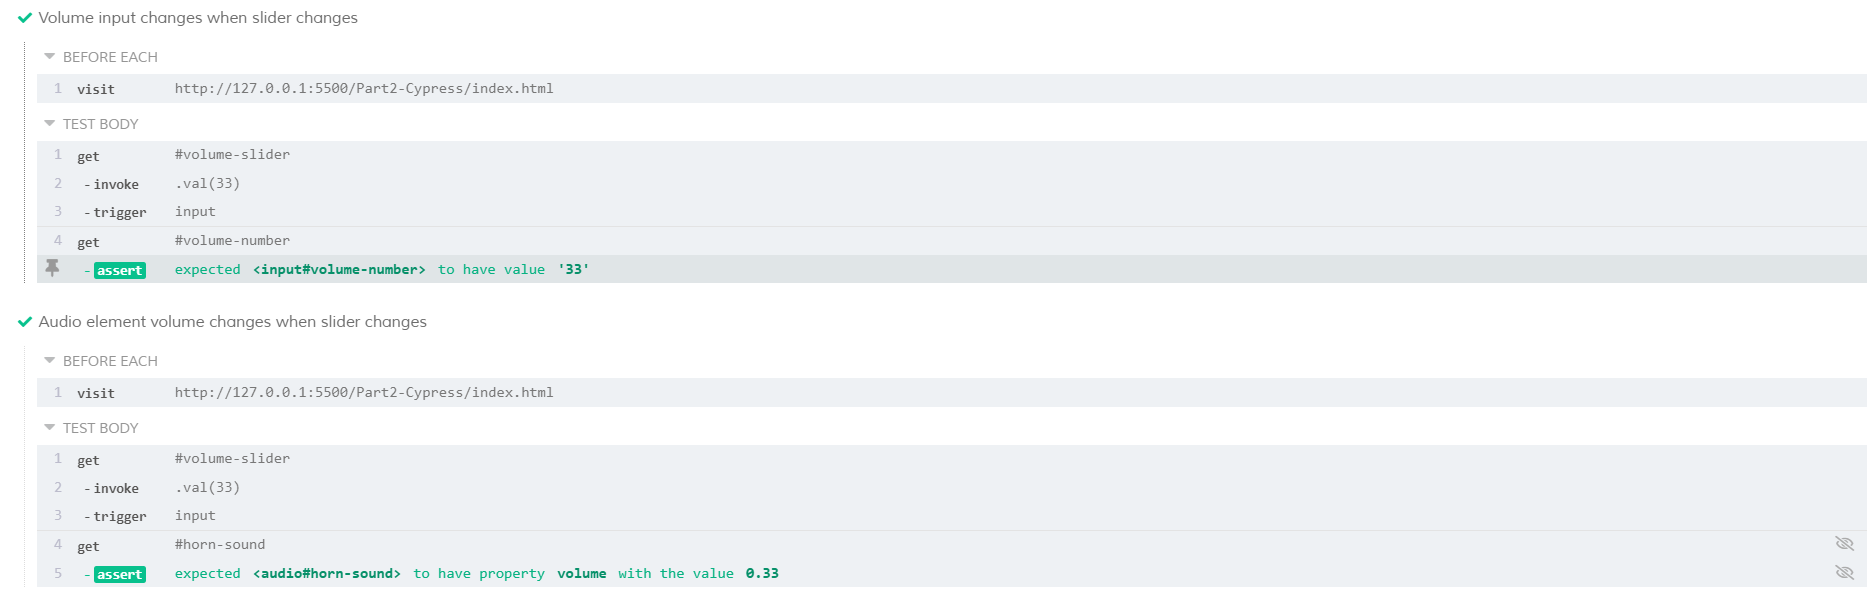 Volume input changes when slider changes
BEFORE EACH
1 visit http://127.0.0.1:5500/Part2-Cypress/index.html
TEST BODY
1 get #volume-slider
2 -invoke .val(33)
3 -trigger input
4 get #volume-number
-assert expected <input#volume-number> to have value '33'
Audio element volume changes when slider changes
BEFORE EACH
1 visit http://127.0.0.1:5500/Part2-Cypress/index.html
TEST BODY
1 get #volume-slider
2 -invoke .val(33)
3 -trigger input
4 get #horn-sound
5 -assert expected <audio#horn-sound> to have property volume with the value 0.33